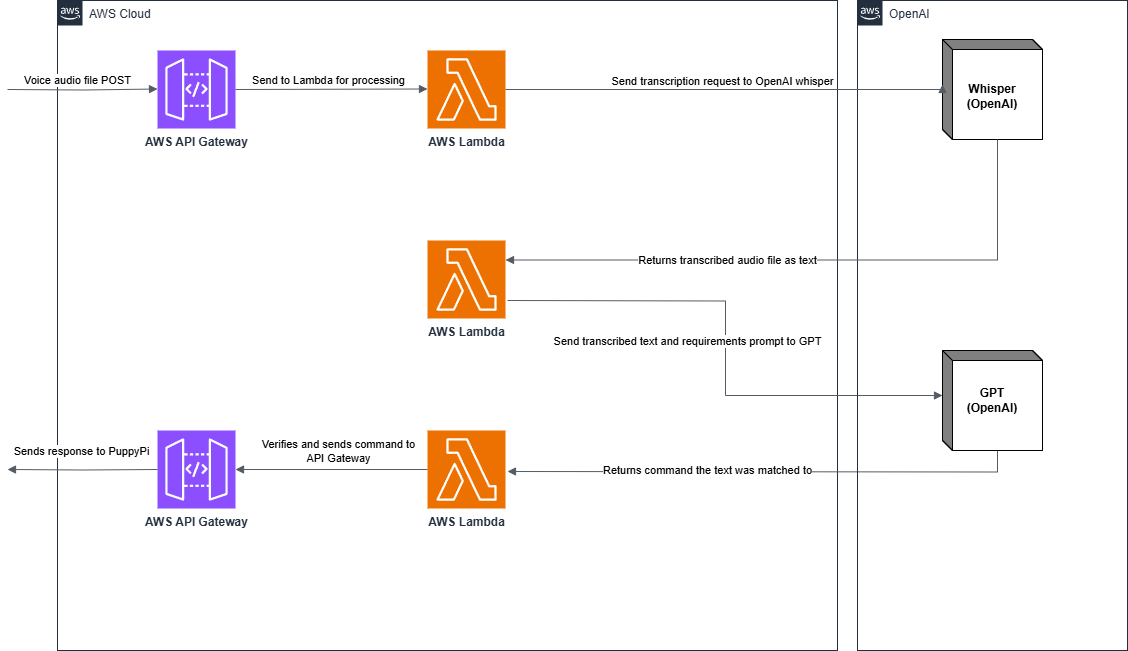 aws
AWS Cloud
aws
OpenAI
Voice audio file POST
Send to Lambda for processing
Send transcription request to OpenAI whisper
Whisper
(OpenAI)
</>
AWS API Gateway
AWS Lambda
Returns transcribed audio file as text
AWS Lambda
Send transcribed text and requirements prompt to GPT
GPT
(OpenAI)
Sends response to PuppyPi
</>
Verifies and sends command to
API Gateway
Returns command the text was matched to
AWS API Gateway
AWS Lambda